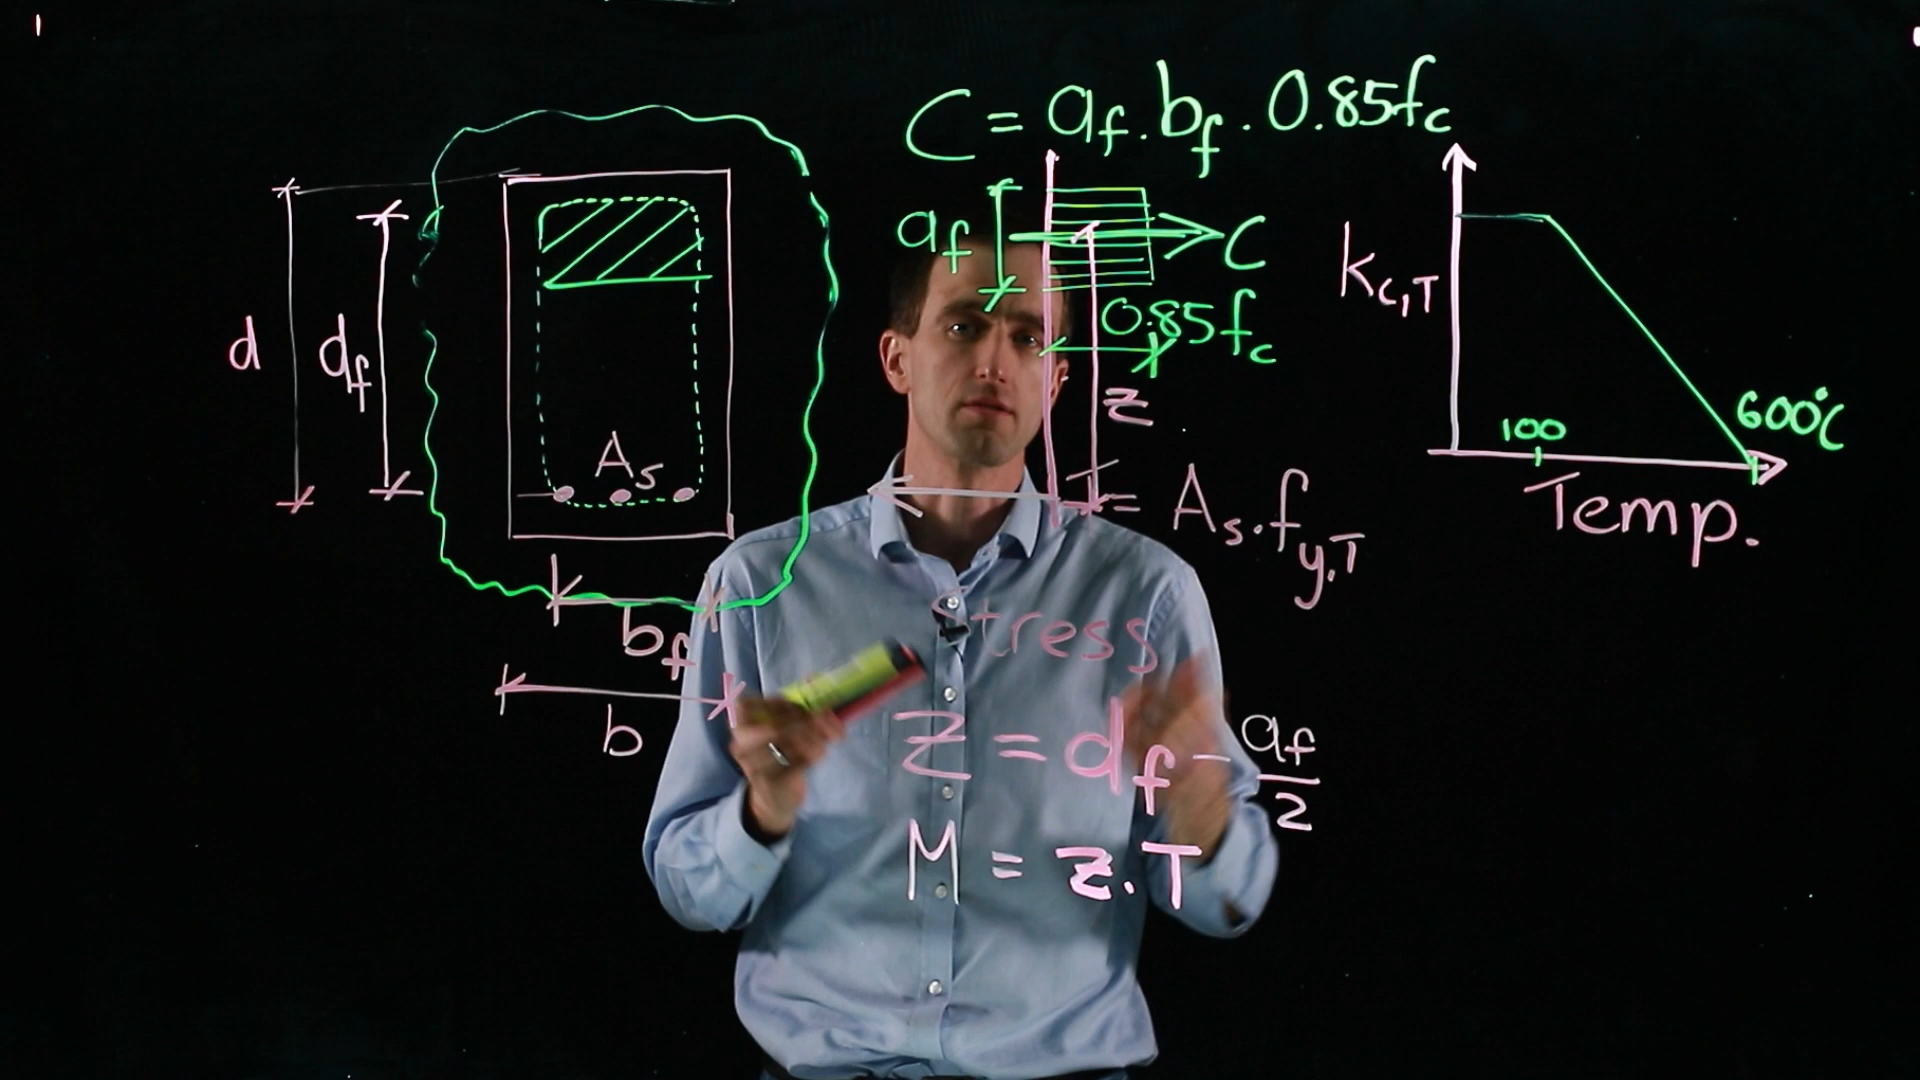 C = af . bf . 0.85fc
af
C
0.85fc
d
df
As
z
T = As . fy,T
kc,T
100
600°C
Temp.
Stress
bf
b
z = df - af/2
M = z . T